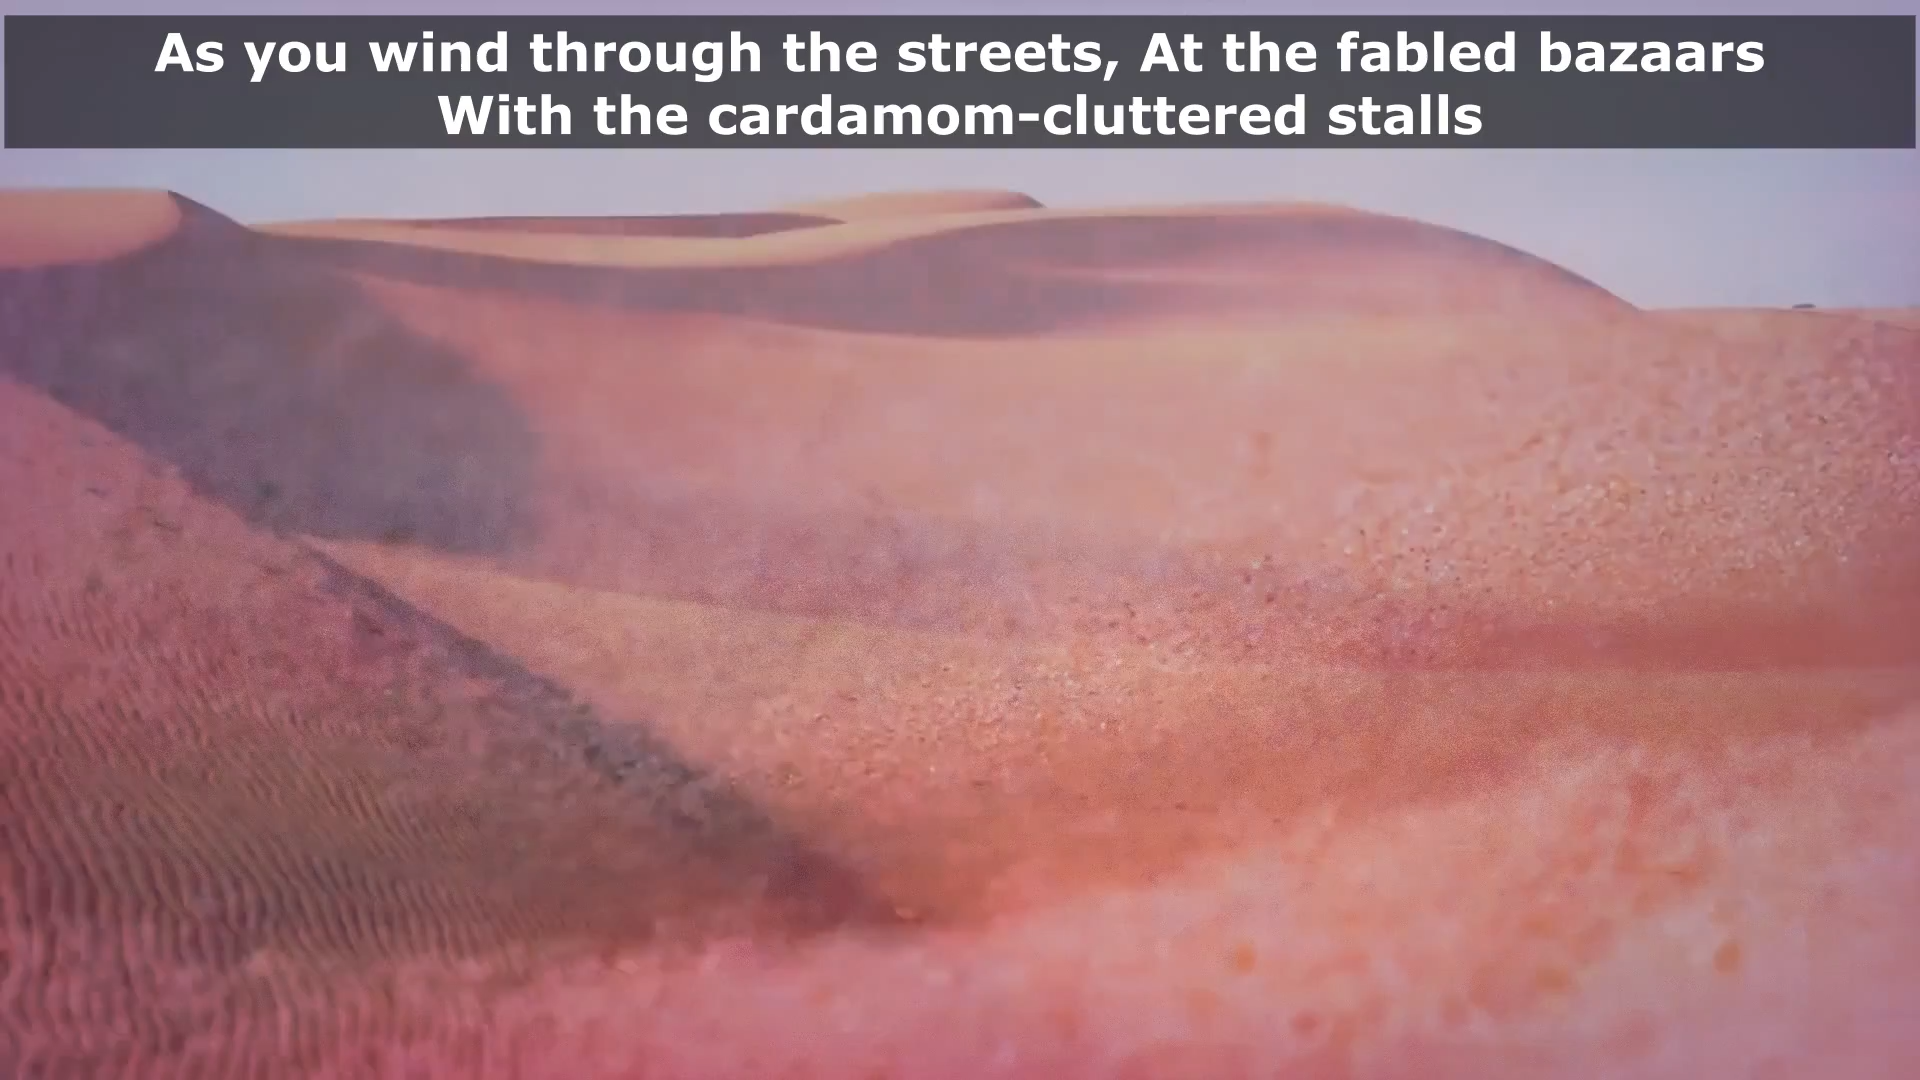 As you wind through the streets, At the fabled bazaars
With the cardamom-cluttered stalls